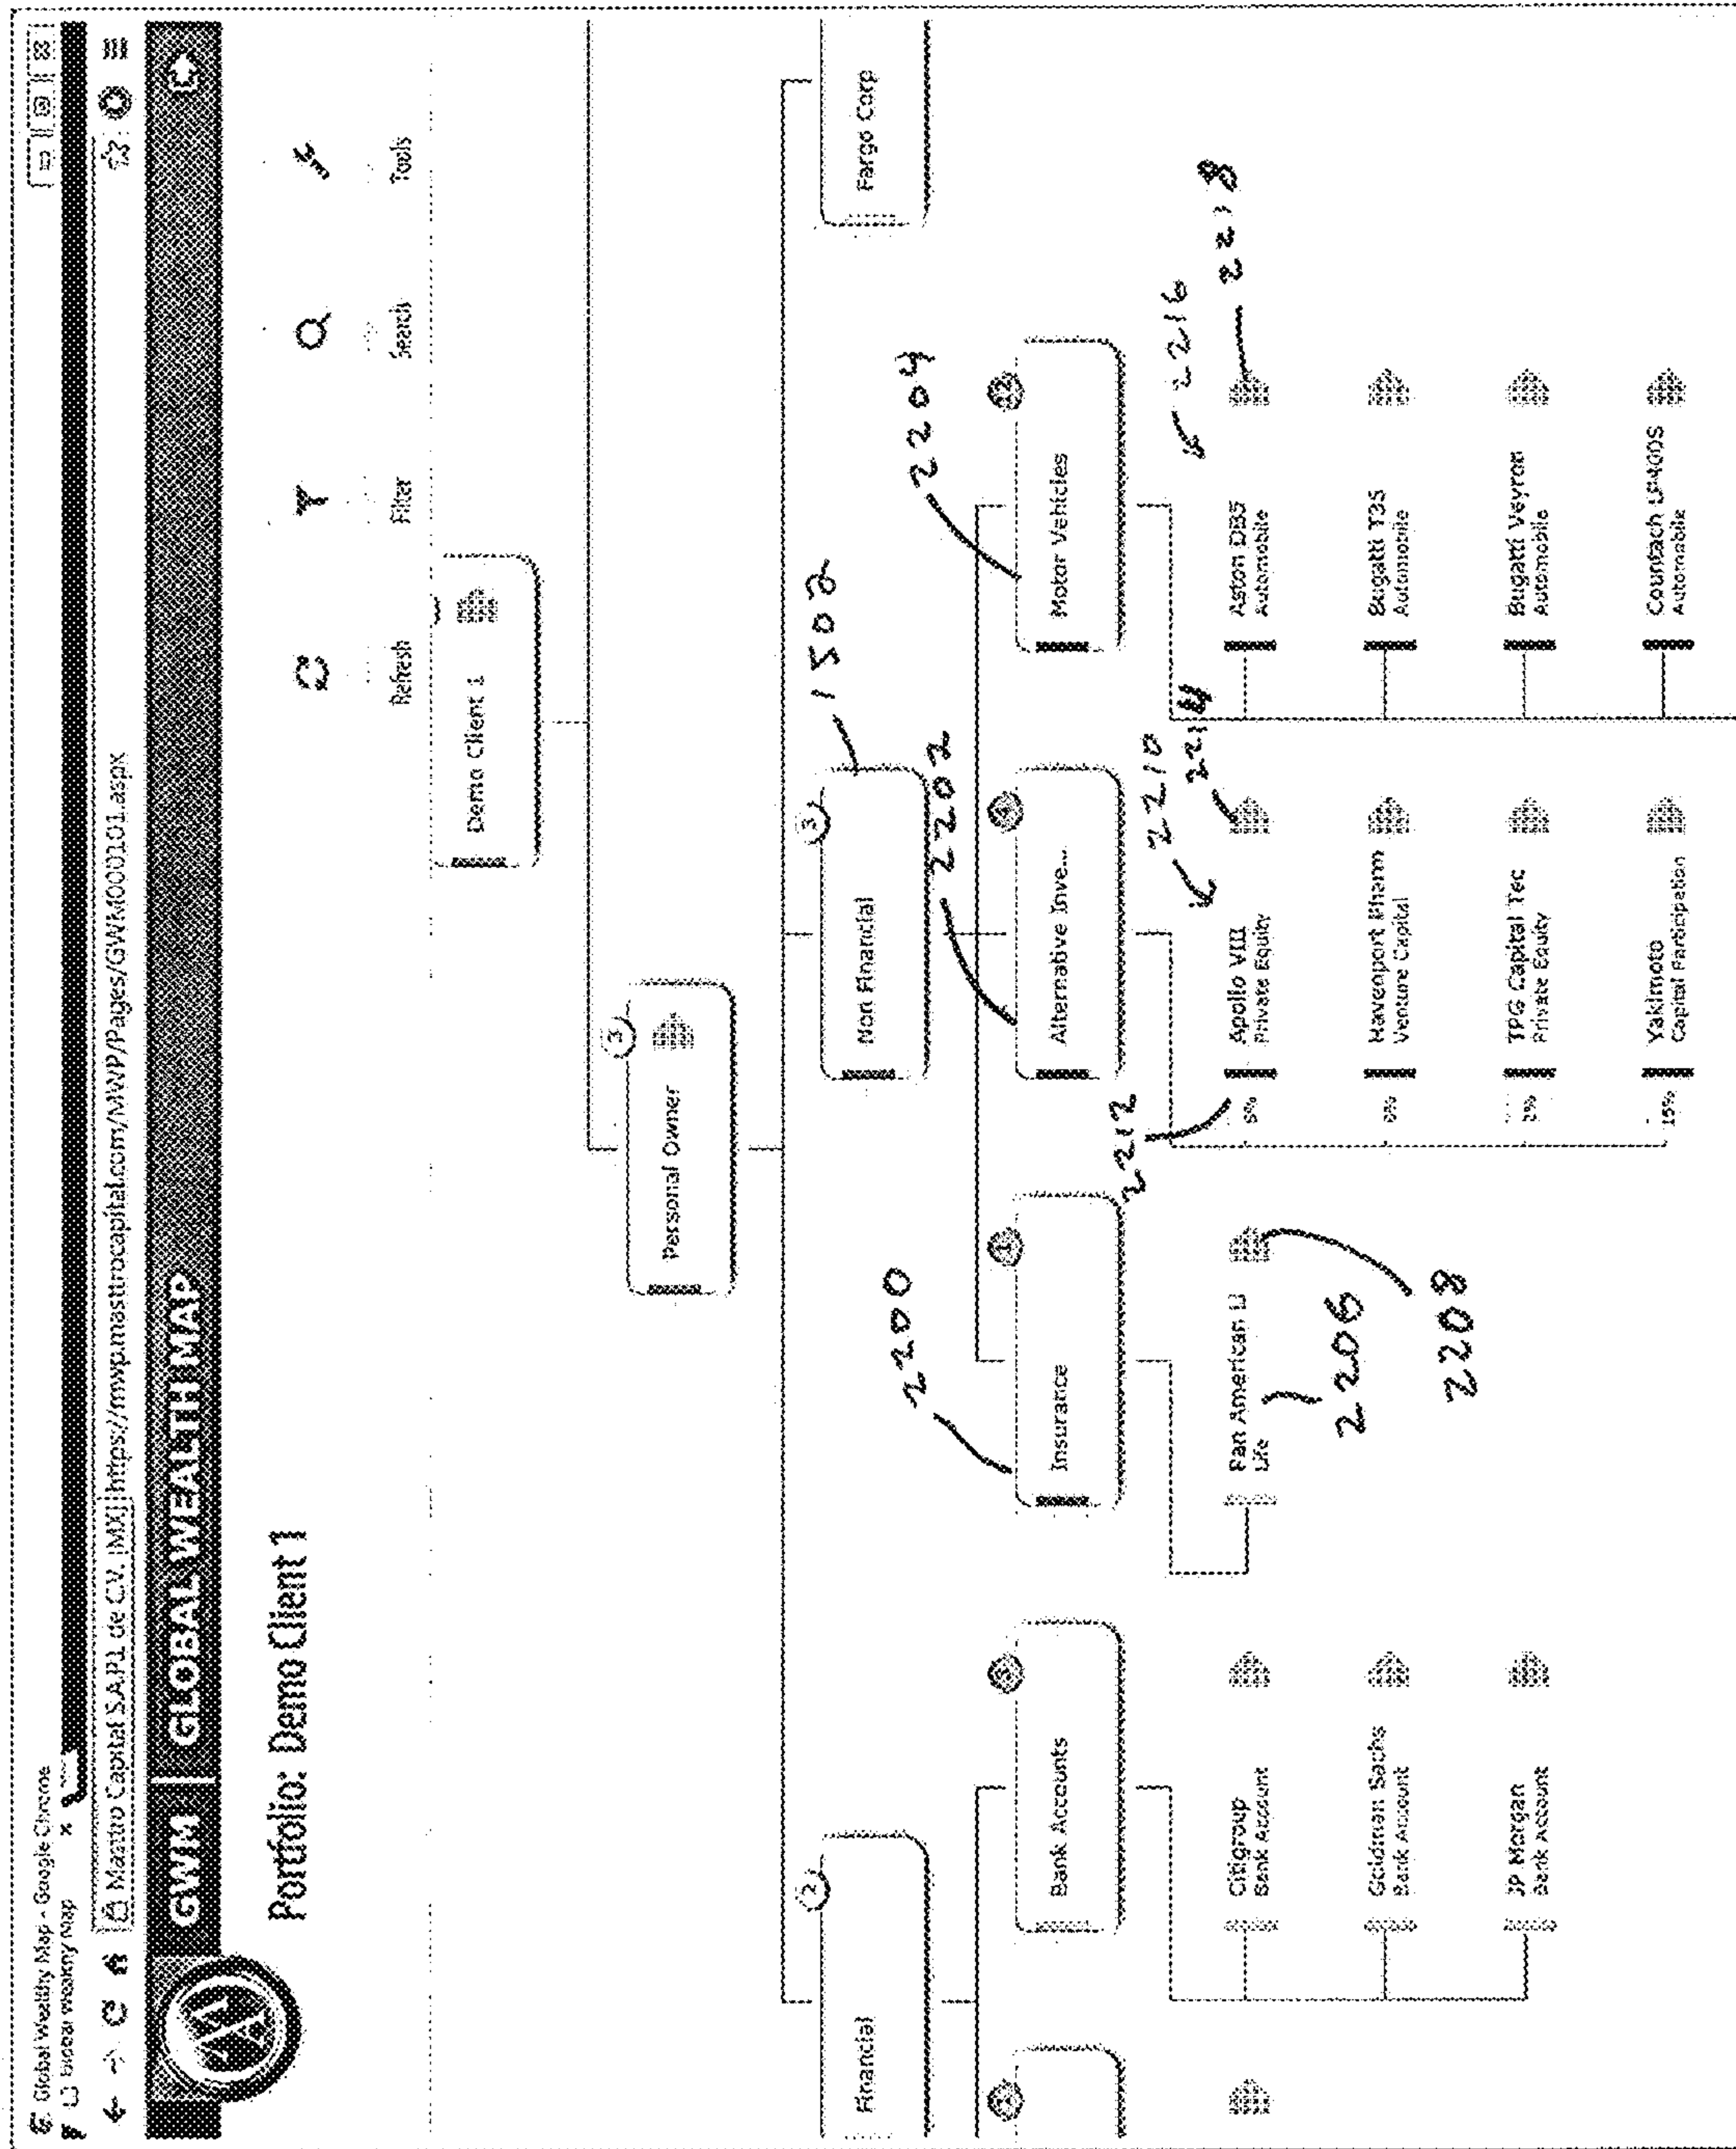 Global Wealthy Map - Google Chrome
Mastro Capital S.A.P.I. de C.V. [MX] https://mwp.mastrocapital.com/MWP/Pages/GWM000101.aspx
GWM GLOBAL WEALTH MAP
Portfolio: Demo Client 1
Refresh Filter Search Tools
Demo Client 1
3
Personal Owner
2
Financial
3
Non Financial
1502
Fargo Corp
2200
2202
2204
Bank Accounts
Insurance
Alternative Inve...
Motor Vehicles
2212
2210
2214
2216
2218
Citigroup
Bank Account
Goldman Sachs
Bank Account
JP Morgan
Bank Account
Pan American Li
Life
2206
2208
5%
Apollo VIII
Private Equity
Havenport Pharm
Venture Capital
TPG Capital Tec
Private Equity
15%
Yakimoto
Capital Participation
Aston DB5
Automobile
Bugatti T35
Automobile
Bugatti Veyron
Automobile
Countach LP400S
Automobile